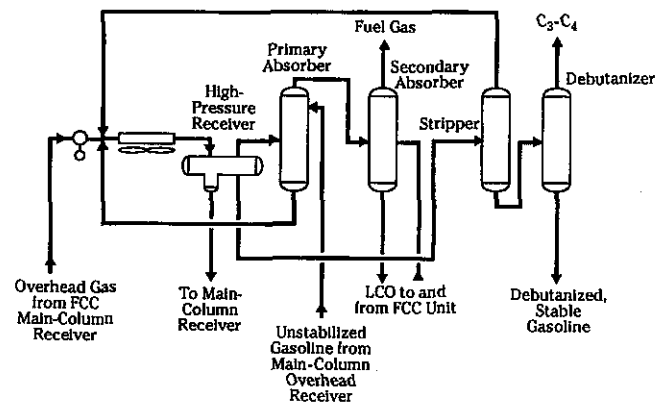 Fuel Gas
C₃-C₄
Primary
Absorber
Secondary
Absorber
Debutanizer
High-
Pressure
Receiver
Stripper
Overhead Gas
from FCC
Main-Column
Receiver
To Main-
Column
Receiver
Unstabilized
Gasoline from
Main-Column
Overhead
Receiver
LCO to and
from FCC Unit
Debutanized,
Stable
Gasoline